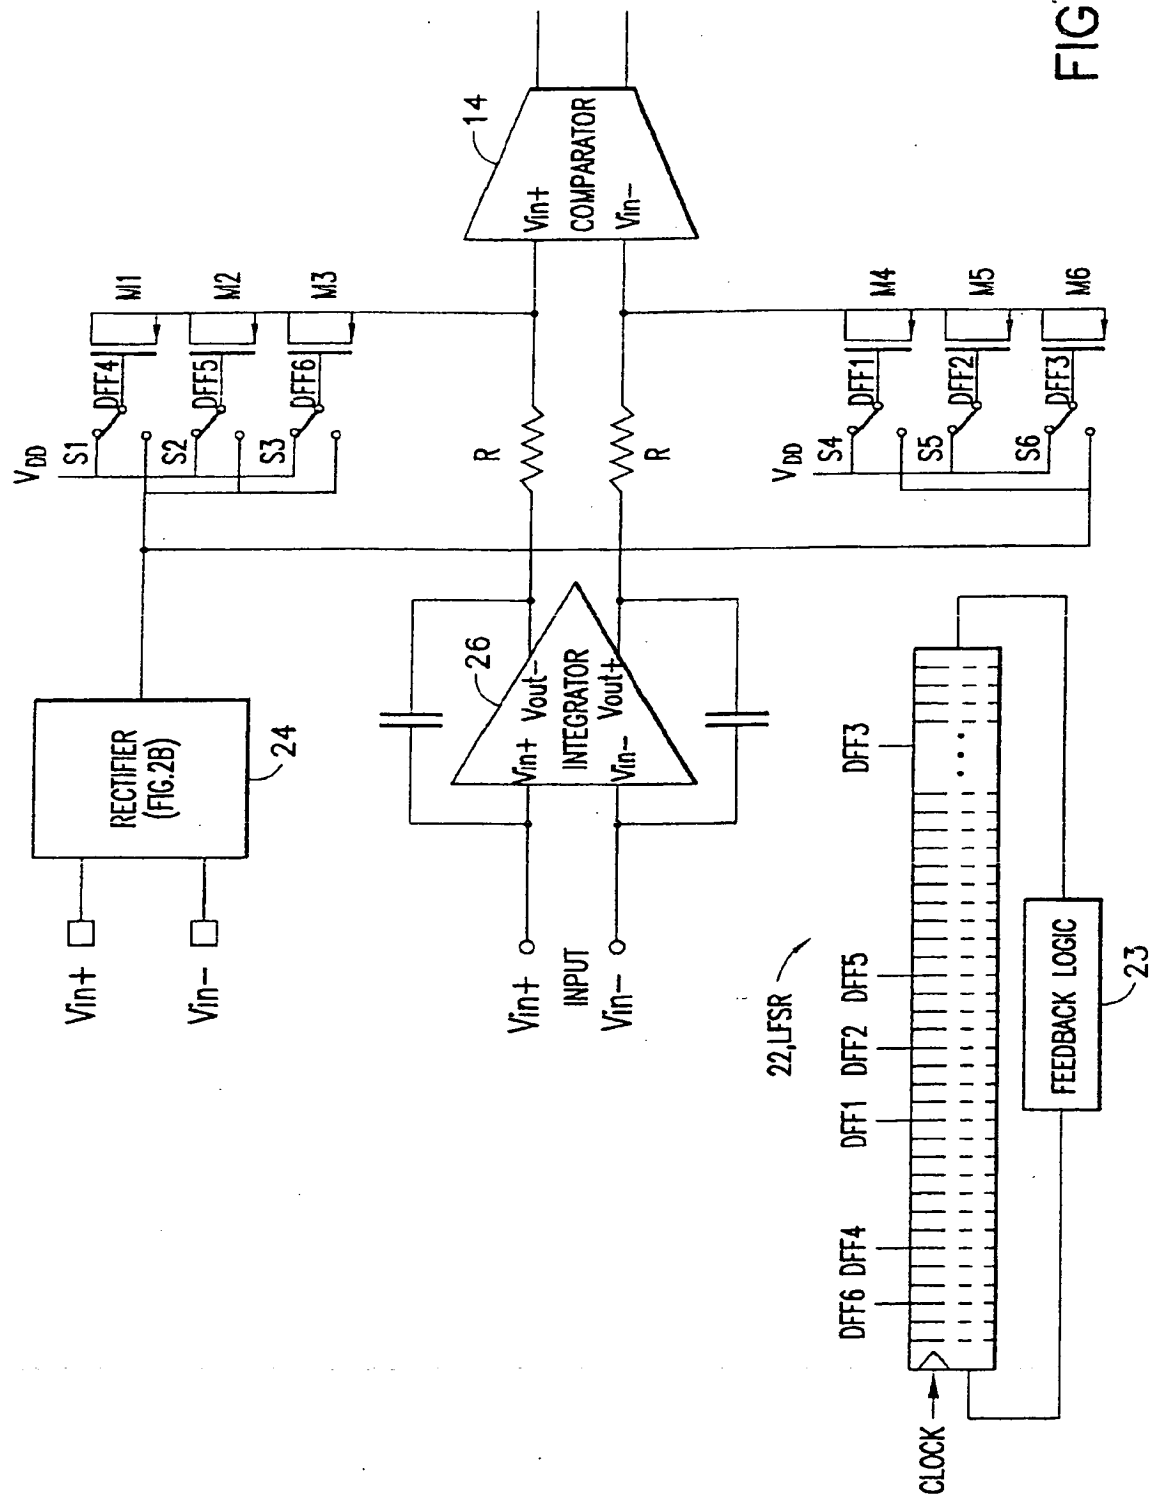 FIG
14
Vin+
COMPARATOR
Vin−
VDD
S1
DFF4
M1
S2
DFF5
M2
S3
DFF6
M3
R
R
VDD
S4
DFF1
M4
S5
DFF2
M5
S6
DFF3
M6
RECTIFIER
(FIG.2B)
24
Vin+
Vin−
26
Vin+
Vout−
INTEGRATOR
Vin−
Vout+
Vin+
INPUT
Vin−
22,LFSR
DFF6
DFF4
DFF1
DFF2
DFF5
DFF3
CLOCK
FEEDBACK LOGIC
23